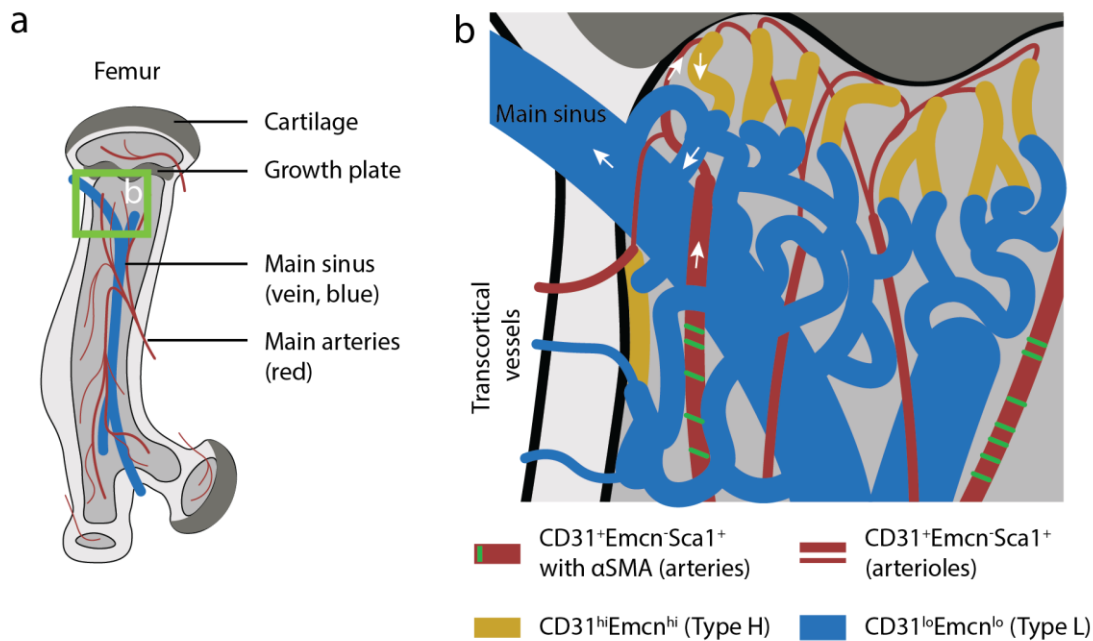 a
Femur
Cartilage
Growth plate
b
Main sinus
(vein, blue)
Main arteries
(red)
b
Main sinus
Transcortical
vessels
CD31⁺Emcn⁻Sca1⁺
with αSMA (arteries)
CD31⁺Emcn⁻Sca1⁺
(arterioles)
CD31ʰⁱEmcnʰⁱ (Type H)
CD31ˡᵒEmcnˡᵒ (Type L)